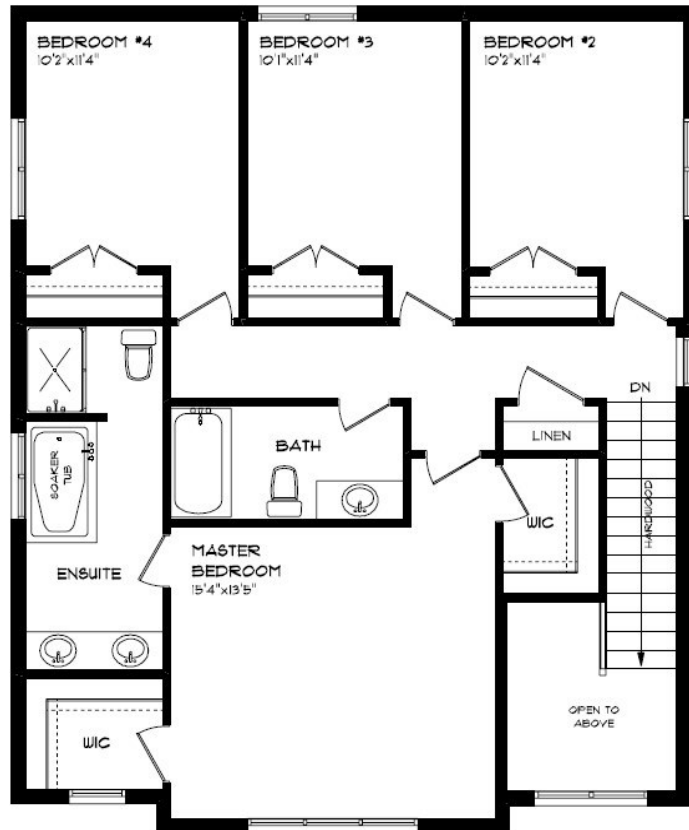 BEDROOM #4
10'2"x11'4"
BEDROOM #3
10'1"x11'4"
BEDROOM #2
10'2"x11'4"
DN
LINEN
BATH
SOAKER
TUB
HARDWOOD
WIC
MASTER
BEDROOM
15'4"x13'5"
ENSUITE
OPEN TO
ABOVE
WIC